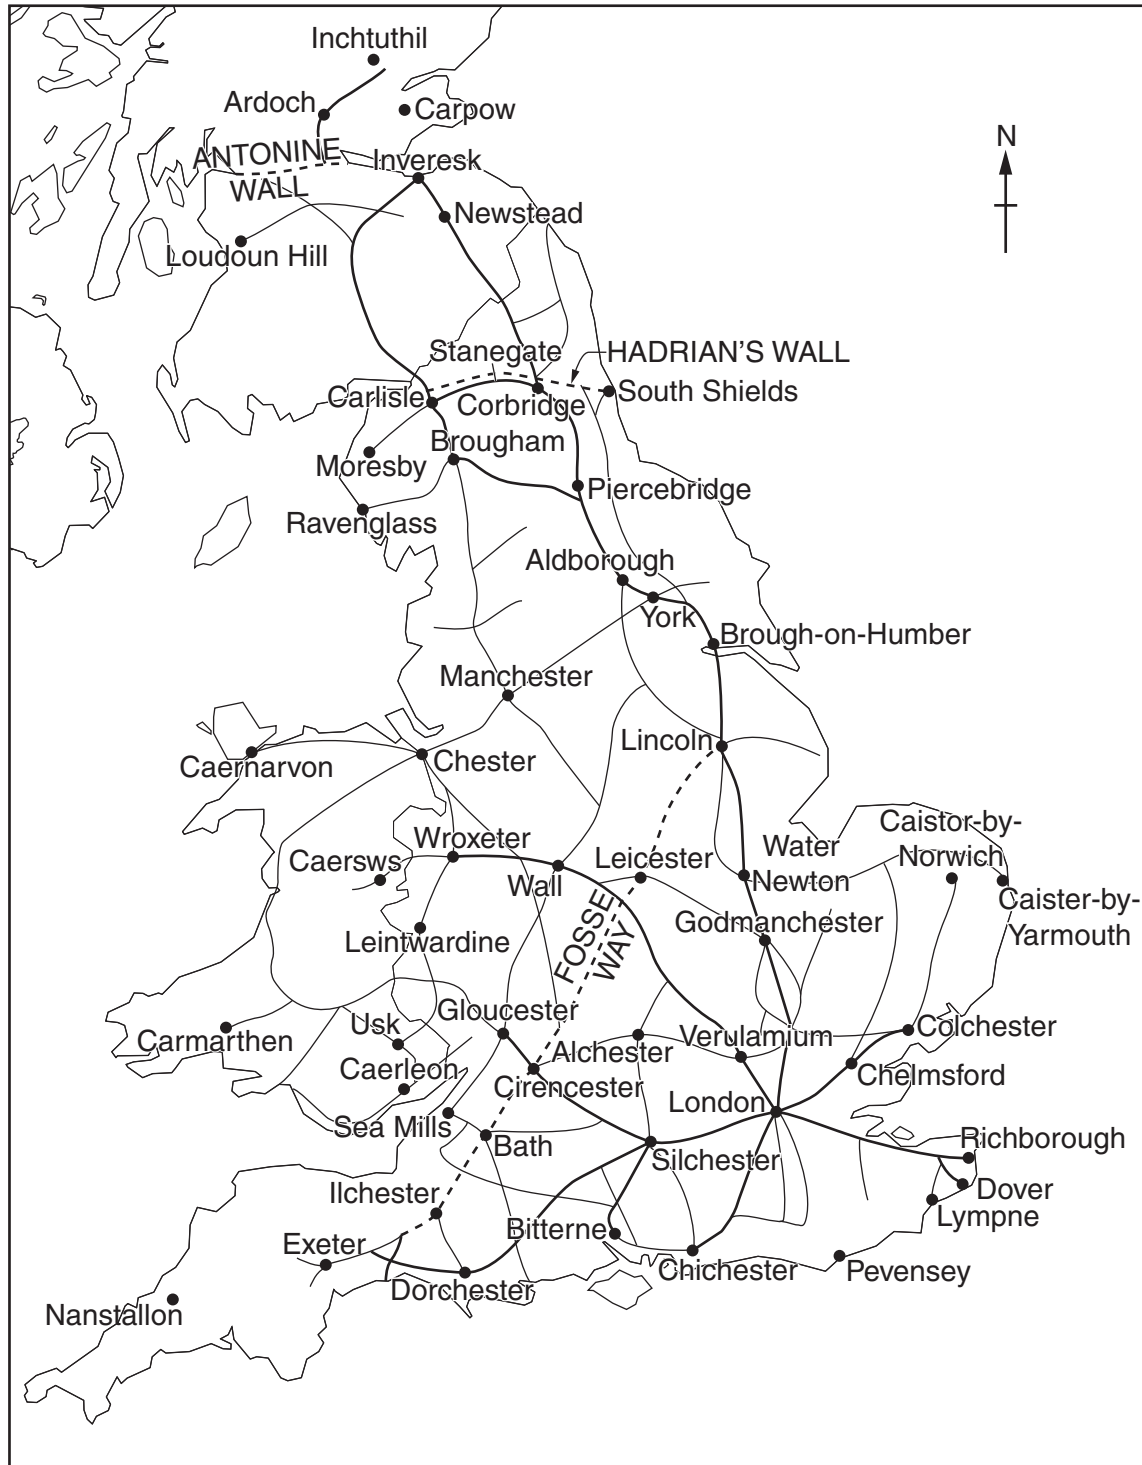 Inchtuthil
Ardoch
Carpow
N
ANTONINE
WALL
Inveresk
Newstead
Loudoun Hill
Stanegate
HADRIAN'S WALL
Carlisle
Corbridge
South Shields
Brougham
Moresby
Piercebridge
Ravenglass
Aldborough
York
Brough-on-Humber
Manchester
Lincoln
Caernarvon
Chester
Wroxeter
Caersws
Wall
Leicester
Water
Newton
Caistor-by-
Norwich
Caister-by-
Yarmouth
Leintwardine
FOSSE
WAY
Godmanchester
Gloucester
Usk
Carmarthen
Alchester
Verulamium
Colchester
Caerleon
Cirencester
Chelmsford
London
Sea Mills
Bath
Silchester
Richborough
Dover
Lympne
Ilchester
Bitterne
Exeter
Chichester
Pevensey
Dorchester
Nanstallon